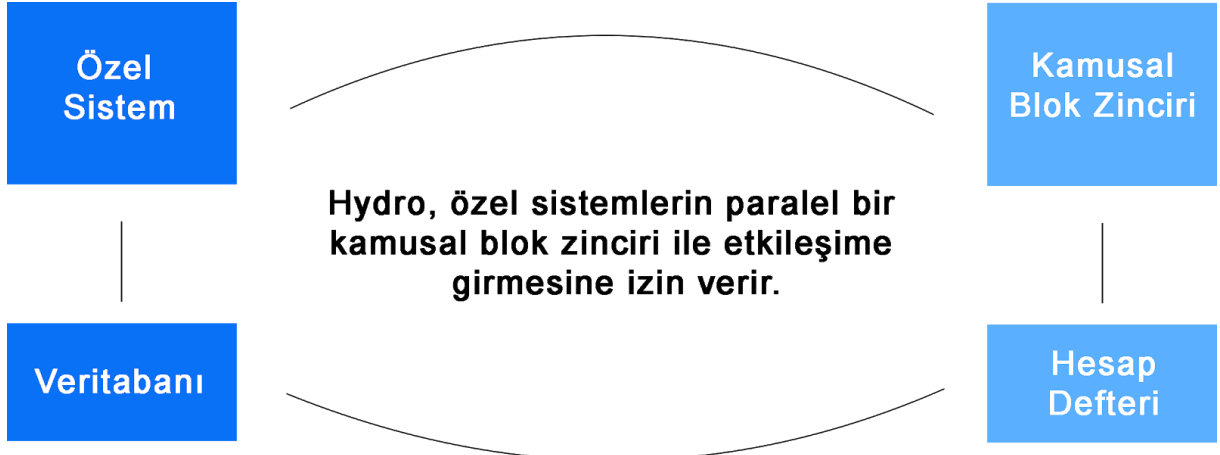 Özel
Sistem
Kamusal
Blok Zinciri
Hydro, özel sistemlerin paralel bir
kamusal blok zinciri ile etkileşime
girmesine izin verir.
Veritabanı
Hesap
Defteri